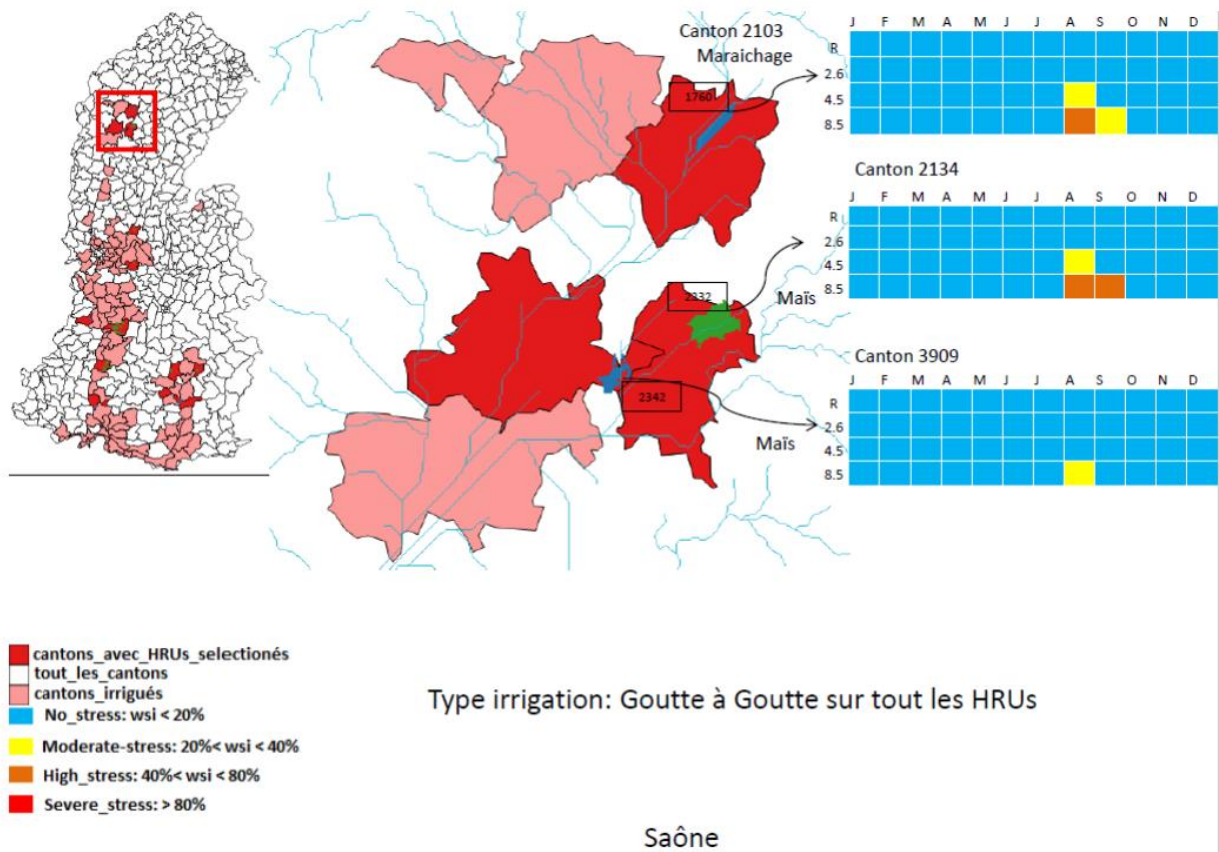 Canton 2103
Maraichage
1760
J F M A M J J A S O N D
R
2.6
4.5
8.5
Canton 2134
J F M A M J J A S O N D
R
2.6
4.5
8.5
2332
Maïs
Canton 3909
J F M A M J J A S O N D
R
2.6
4.5
8.5
2342
Maïs
cantons_avec_HRUs_selectionés
tout_les_cantons
cantons_irrigués
No_stress: wsi < 20%
Moderate-stress: 20%< wsi < 40%
High_stress: 40%< wsi < 80%
Severe_stress: > 80%
Type irrigation: Goutte à Goutte sur tout les HRUs
Saône